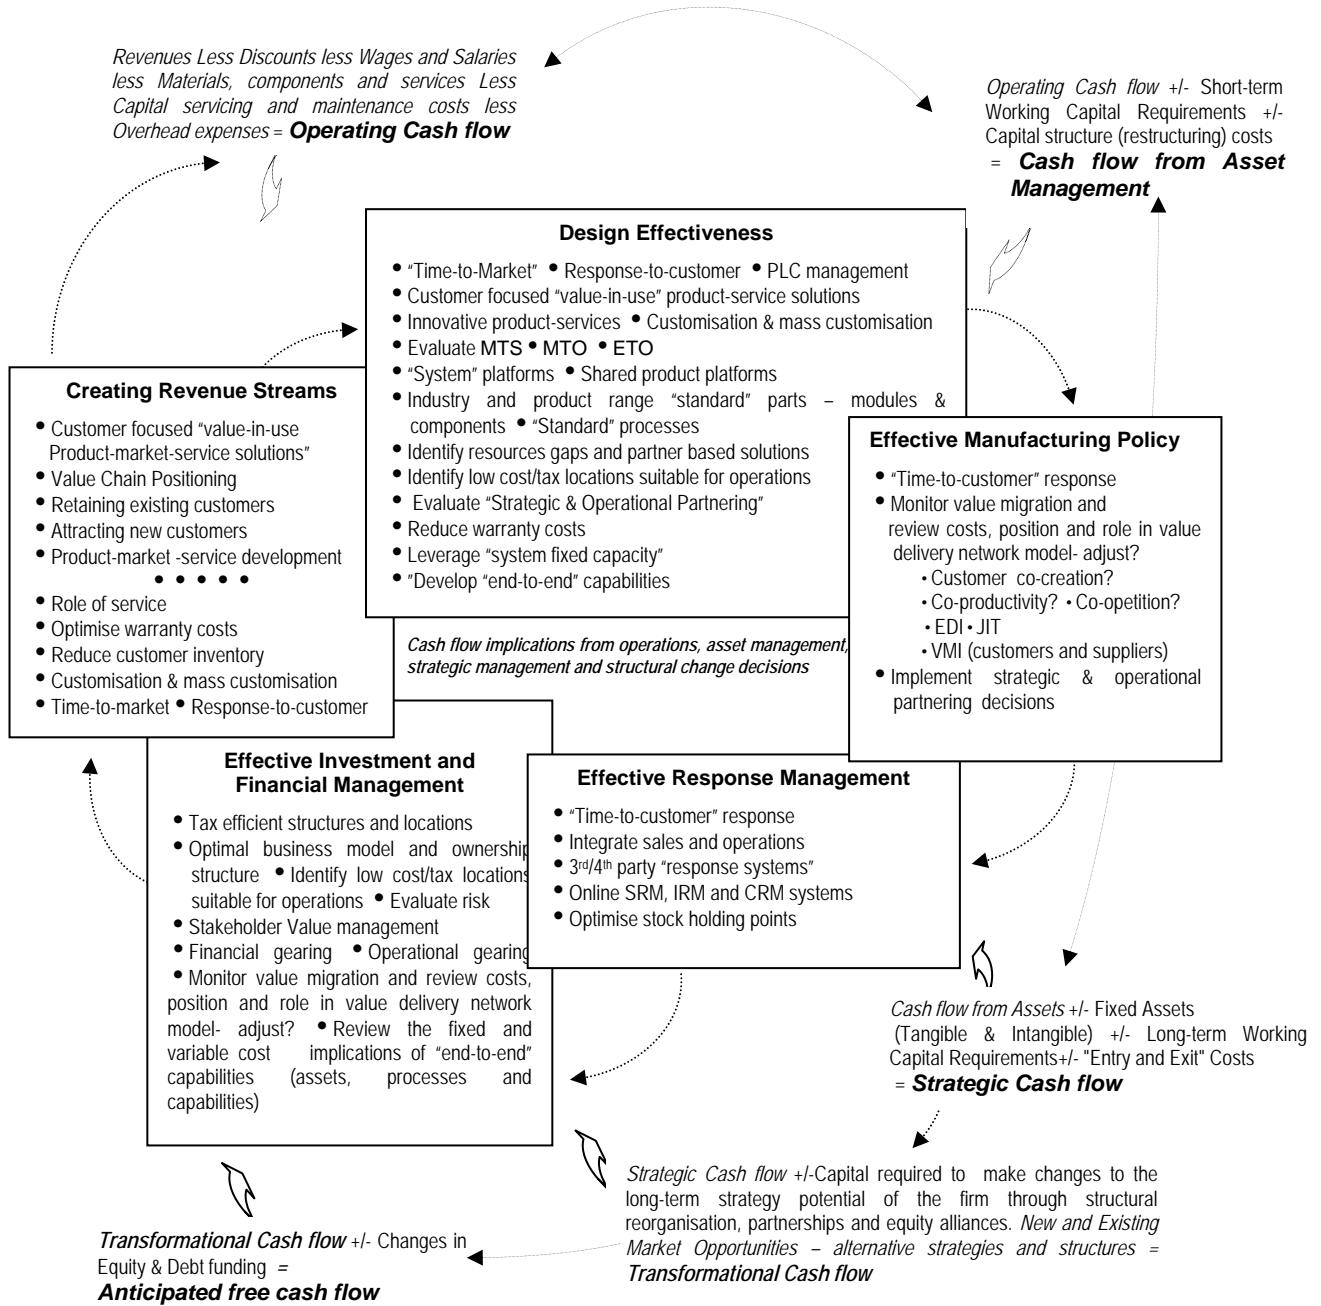 Revenues Less Discounts less Wages and Salaries
less Materials, components and services Less
Capital servicing and maintenance costs less
Overhead expenses = Operating Cash flow
Operating Cash flow +/- Short-term
Working Capital Requirements +/-
Capital structure (restructuring) costs
= Cash flow from Asset
Management
Design Effectiveness
• “Time-to-Market” • Response-to-customer • PLC management
• Customer focused “value-in-use” product-service solutions
• Innovative product-services • Customisation & mass customisation
• Evaluate MTS • MTO • ETO
• “System” platforms • Shared product platforms
• Industry and product range “standard” parts – modules &
components • “Standard” processes
• Identify resources gaps and partner based solutions
• Identify low cost/tax locations suitable for operations
• Evaluate “Strategic & Operational Partnering”
• Reduce warranty costs
• Leverage “system fixed capacity”
• ”Develop “end-to-end” capabilities
Creating Revenue Streams
• Customer focused “value-in-use
Product-market-service solutions”
• Value Chain Positioning
• Retaining existing customers
• Attracting new customers
• Product-market -service development
• • • • •
• Role of service
• Optimise warranty costs
• Reduce customer inventory
• Customisation & mass customisation
• Time-to-market • Response-to-customer
Effective Manufacturing Policy
• “Time-to-customer” response
• Monitor value migration and
review costs, position and role in value
delivery network model- adjust?
• Customer co-creation?
• Co-productivity? • Co-opetition?
• EDI • JIT
• VMI (customers and suppliers)
• Implement strategic & operational
partnering decisions
Cash flow implications from operations, asset management,
strategic management and structural change decisions
Effective Investment and
Financial Management
• Tax efficient structures and locations
• Optimal business model and ownership
structure • Identify low cost/tax locations
suitable for operations • Evaluate risk
• Stakeholder Value management
• Financial gearing • Operational gearing
• Monitor value migration and review costs,
position and role in value delivery network
model- adjust? • Review the fixed and
variable cost implications of “end-to-end”
capabilities (assets, processes and
capabilities)
Effective Response Management
• “Time-to-customer” response
• Integrate sales and operations
• 3rd/4th party “response systems”
• Online SRM, IRM and CRM systems
• Optimise stock holding points
Cash flow from Assets +/- Fixed Assets
(Tangible & Intangible) +/- Long-term Working
Capital Requirements+/- "Entry and Exit" Costs
= Strategic Cash flow
Strategic Cash flow +/-Capital required to make changes to the
long-term strategy potential of the firm through structural
reorganisation, partnerships and equity alliances. New and Existing
Market Opportunities – alternative strategies and structures =
Transformational Cash flow
Transformational Cash flow +/- Changes in
Equity & Debt funding =
Anticipated free cash flow